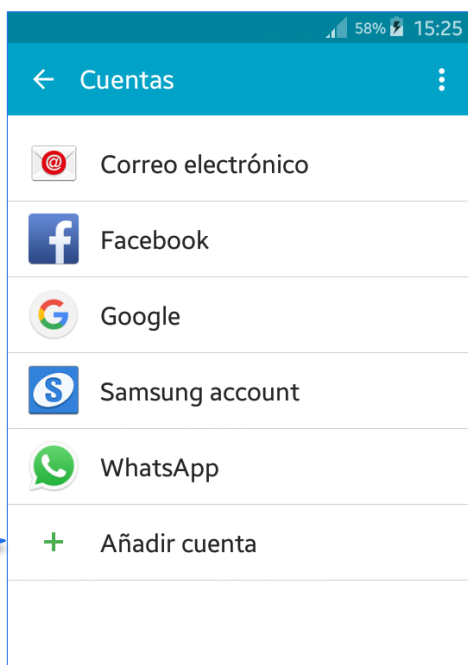 58% 15:25
Cuentas
Correo electrónico
Facebook
Google
Samsung account
WhatsApp
Añadir cuenta